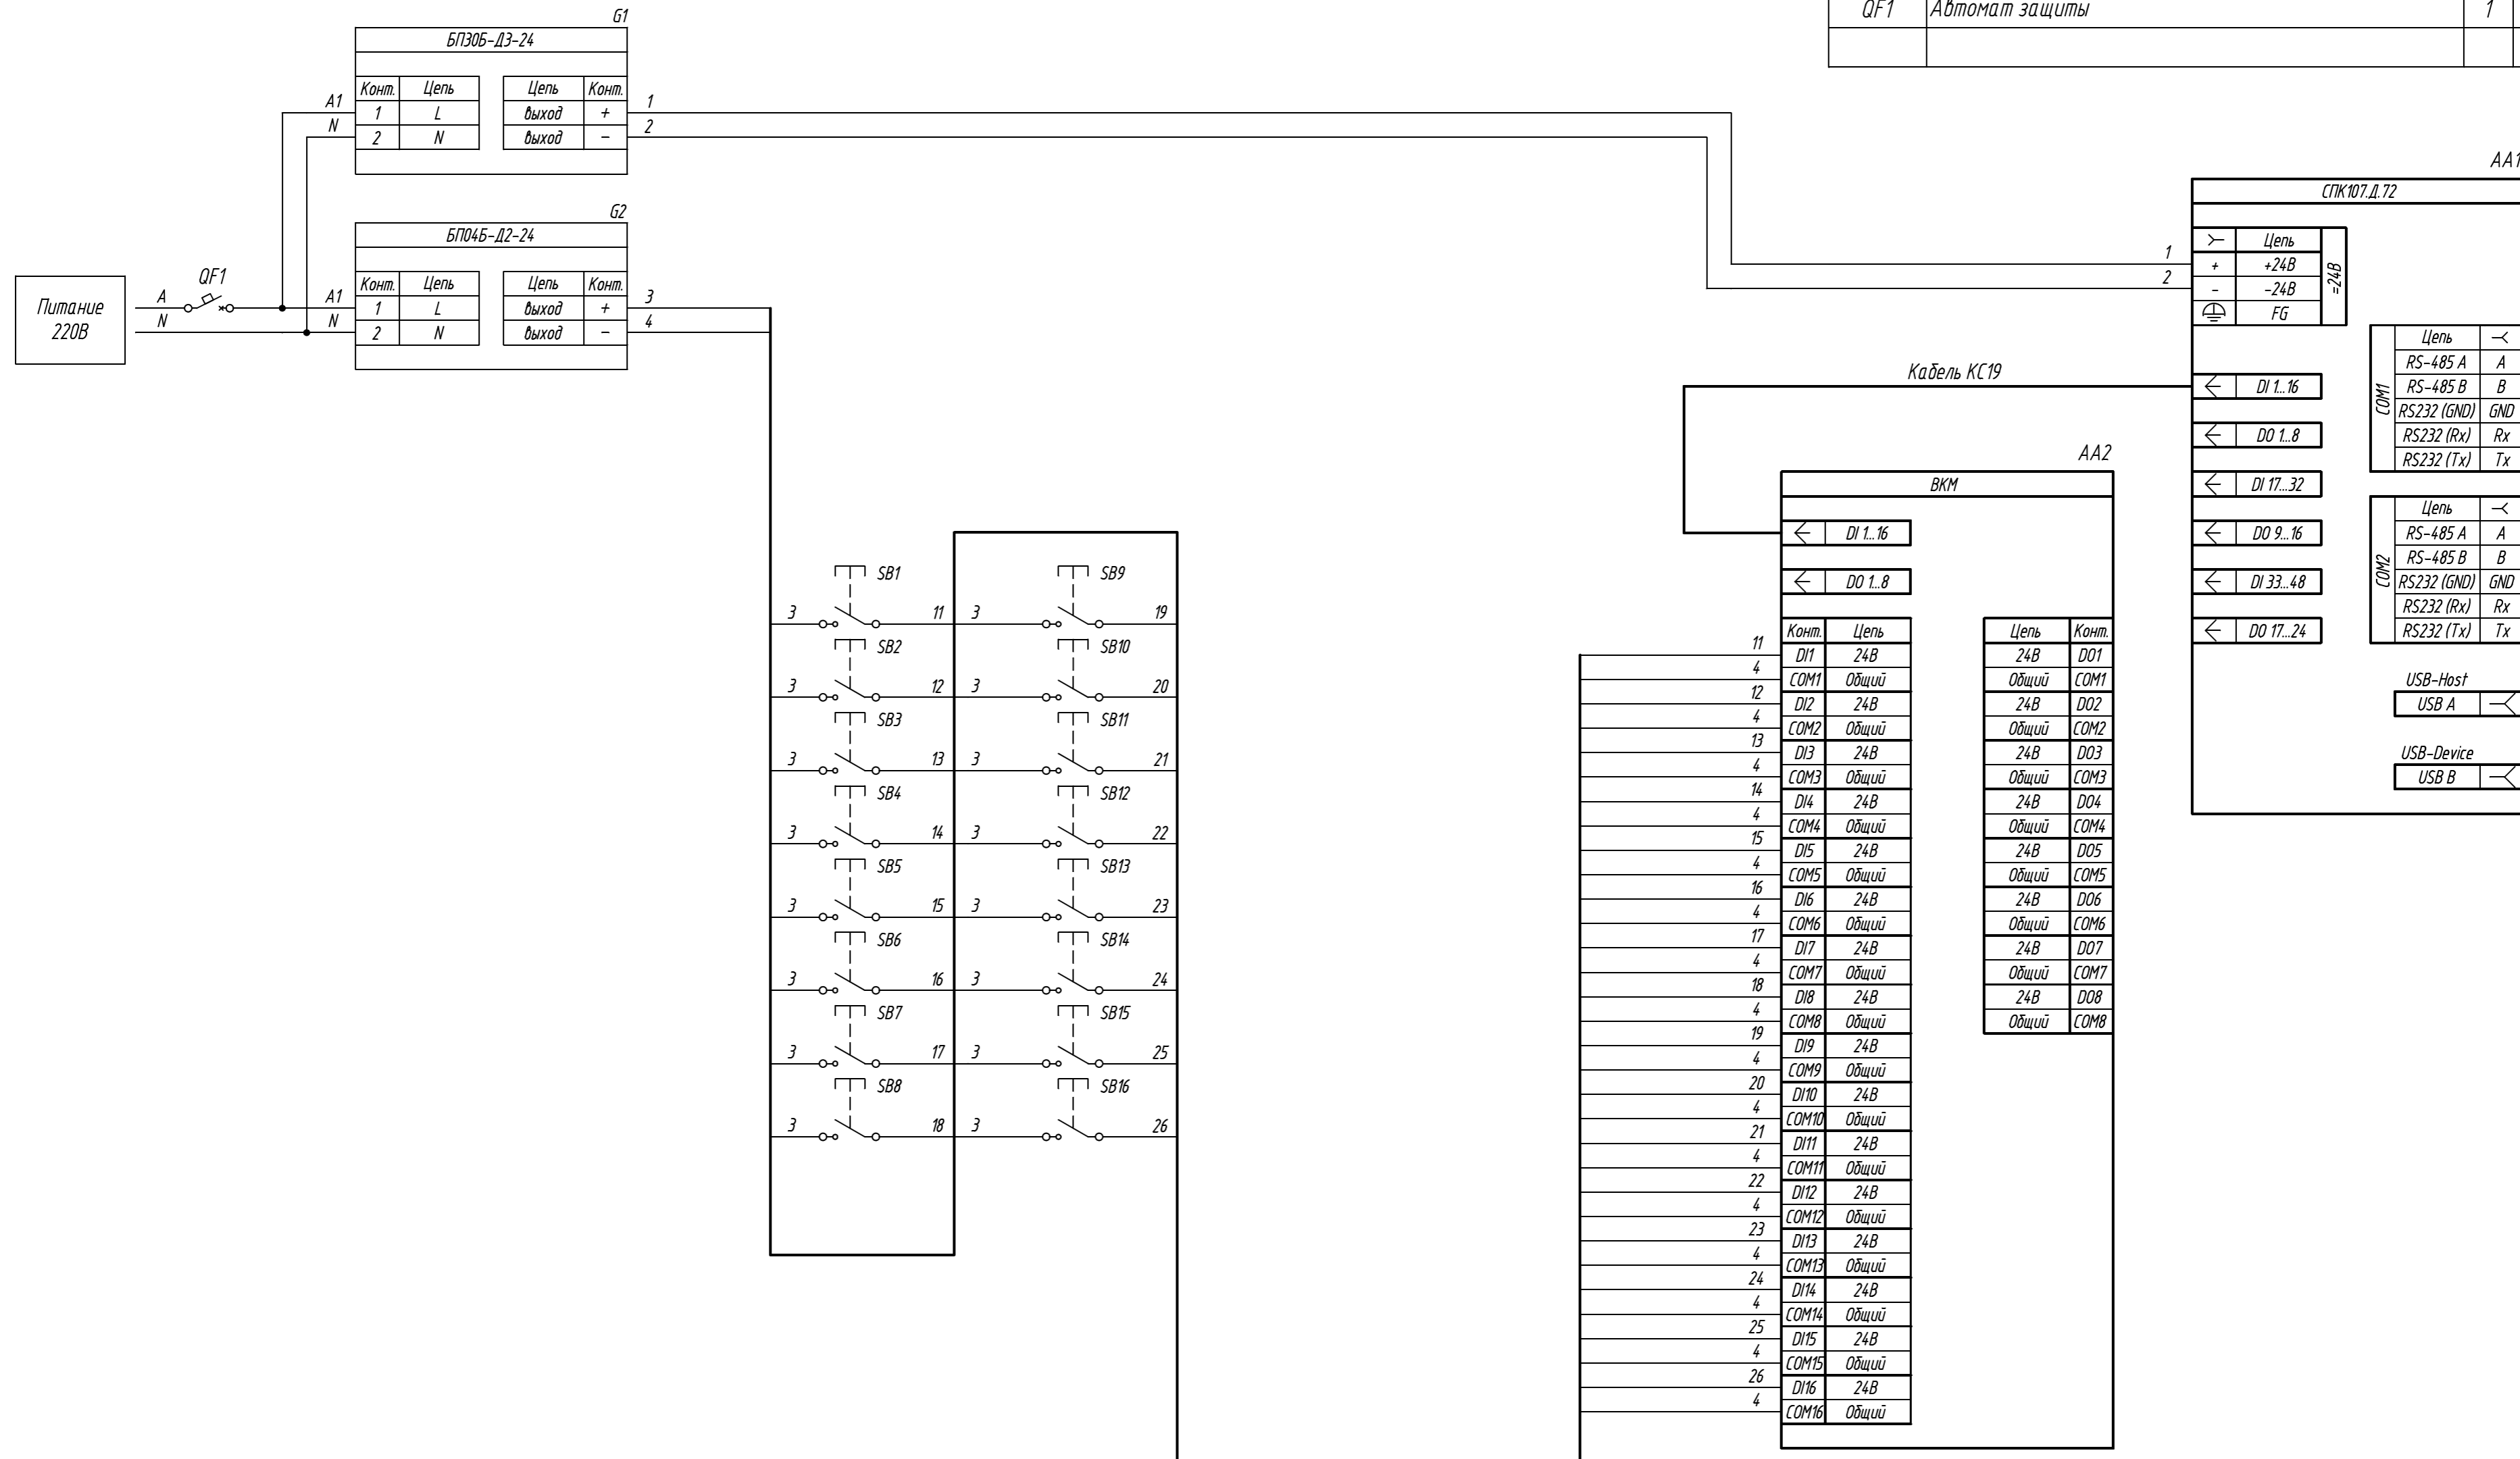 QF1 Автомат защиты 1
G1
БП30Б-Д3-24
Конт. Цепь Цепь Конт.
A1 1 L выход + 1
N 2 N выход - 2
G2
БП04Б-Д2-24
Конт. Цепь Цепь Конт.
A1 1 L выход + 3
N 2 N выход - 4
Питание
220В
A QF1
N
AA1
СПК107.Д.72
Цепь
1 + +24В
2 - -24В
FG
=24В
DI 1...16
DO 1...8
DI 17...32
DO 9...16
DI 33...48
DO 17...24
COM1
Цепь
RS-485 A A
RS-485 B B
RS232 (GND) GND
RS232 (Rx) Rx
RS232 (Tx) Tx
COM2
Цепь
RS-485 A A
RS-485 B B
RS232 (GND) GND
RS232 (Rx) Rx
RS232 (Tx) Tx
USB-Host
USB A
USB-Device
USB B
Кабель КС19
AA2
ВКМ
DI 1...16
DO 1...8
Конт. Цепь Цепь Конт.
11 DI1 24В 24В DO1
4 COM1 Общий Общий COM1
12 DI2 24В 24В DO2
4 COM2 Общий Общий COM2
13 DI3 24В 24В DO3
4 COM3 Общий Общий COM3
14 DI4 24В 24В DO4
4 COM4 Общий Общий COM4
15 DI5 24В 24В DO5
4 COM5 Общий Общий COM5
16 DI6 24В 24В DO6
4 COM6 Общий Общий COM6
17 DI7 24В 24В DO7
4 COM7 Общий Общий COM7
18 DI8 24В 24В DO8
4 COM8 Общий Общий COM8
19 DI9 24В
4 COM9 Общий
20 DI10 24В
4 COM10 Общий
21 DI11 24В
4 COM11 Общий
22 DI12 24В
4 COM12 Общий
23 DI13 24В
4 COM13 Общий
24 DI14 24В
4 COM14 Общий
25 DI15 24В
4 COM15 Общий
26 DI16 24В
4 COM16 Общий
SB1 SB9
3 11 3 19
SB2 SB10
3 12 3 20
SB3 SB11
3 13 3 21
SB4 SB12
3 14 3 22
SB5 SB13
3 15 3 23
SB6 SB14
3 16 3 24
SB7 SB15
3 17 3 25
SB8 SB16
3 18 3 26